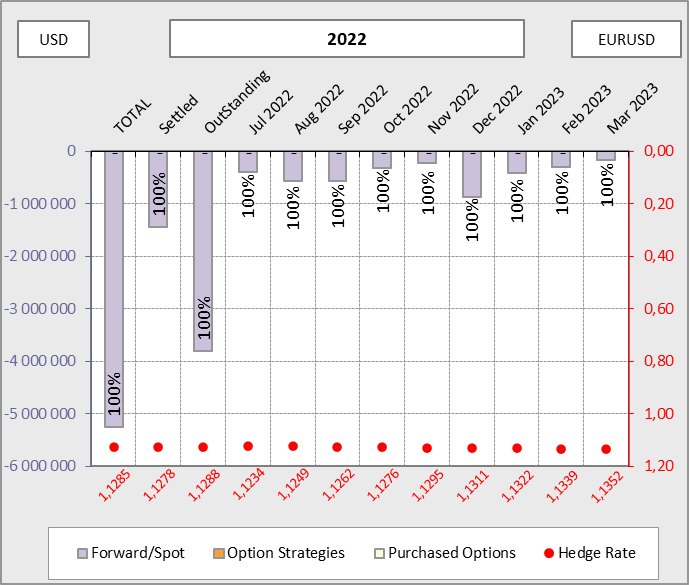 USD 2022 EURUSD
TOTAL Settled OutStanding Jul 2022 Aug 2022 Sep 2022 Oct 2022 Nov 2022 Dec 2022 Jan 2023 Feb 2023 Mar 2023
0 0,00
-1 000 000 0,20
-2 000 000 0,40
-3 000 000 0,60
-4 000 000 0,80
-5 000 000 1,00
-6 000 000 1,20
100% 100% 100% 100% 100% 100% 100% 100% 100% 100% 100% 100%
1,1285 1,1278 1,1288 1,1234 1,1249 1,1262 1,1276 1,1295 1,1311 1,1322 1,1339 1,1352
Forward/Spot Option Strategies Purchased Options Hedge Rate